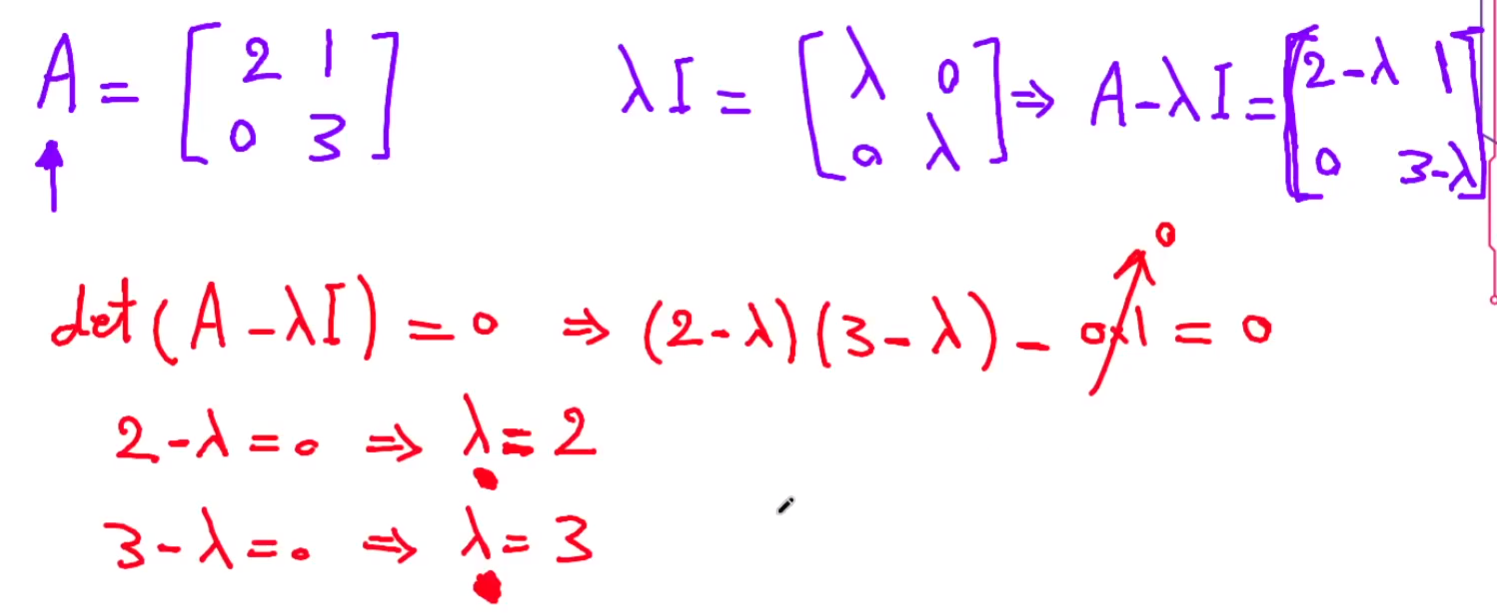 A = [ 2 1 ; 0 3 ] λI = [ λ 0 ; 0 λ ] ⇒ A-λI = [ 2-λ 1 ; 0 3-λ ]
det(A-λI) = 0 ⇒ (2-λ)(3-λ) - 0×1 = 0 0
2-λ = 0 ⇒ λ = 2
3-λ = 0 ⇒ λ = 3